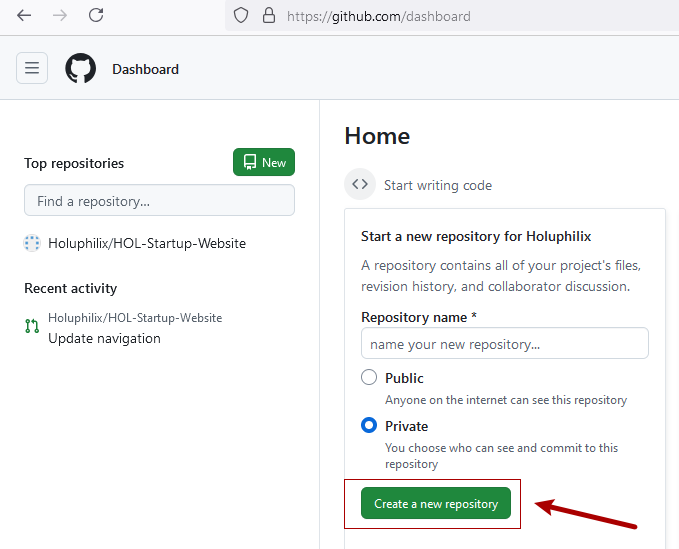 https://github.com/dashboard
Dashboard
Top repositories
New
Find a repository...
Holuphilix/HOL-Startup-Website
Recent activity
Holuphilix/HOL-Startup-Website
Update navigation
Home
Start writing code
Start a new repository for Holuphilix
A repository contains all of your project's files,
revision history, and collaborator discussion.
Repository name *
name your new repository...
Public
Anyone on the internet can see this repository
Private
You choose who can see and commit to this
repository
Create a new repository